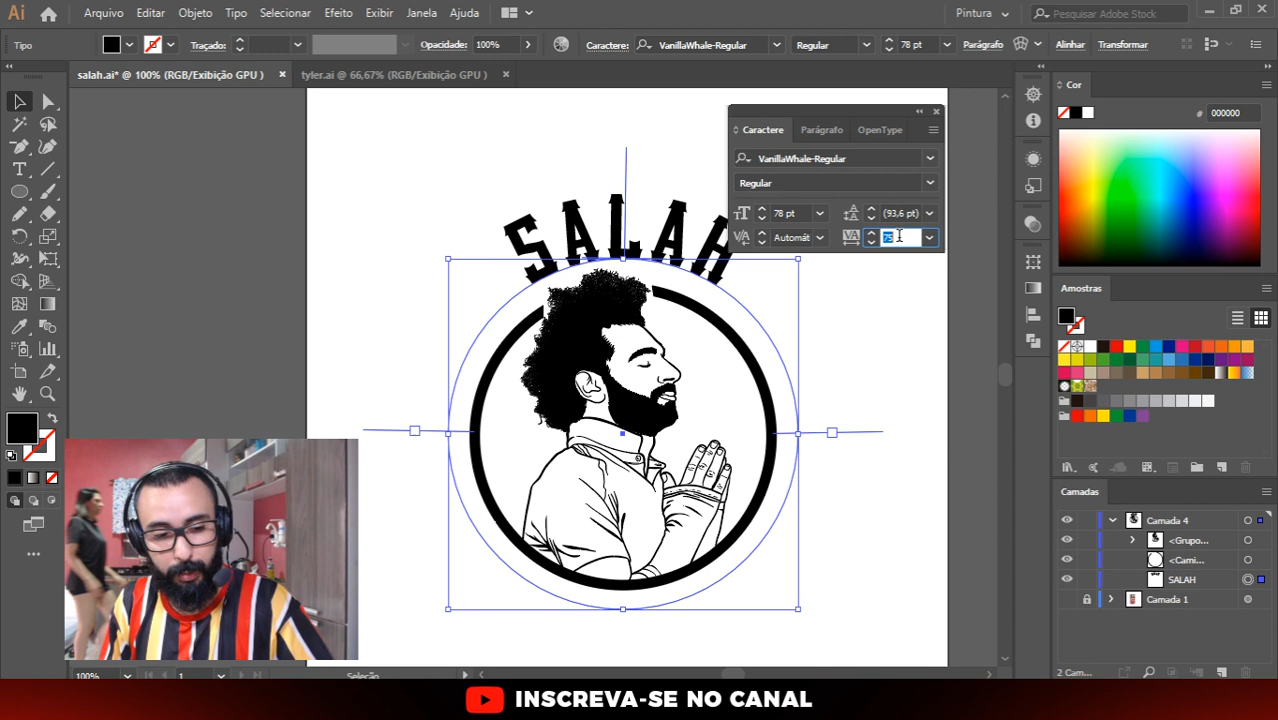 Ai
Arquivo Editar Objeto Tipo Selecionar Efeito Exibir Janela Ajuda
Pintura
Pesquisar Adobe Stock
Tipo
Traçado:
Opacidade: 100%
Caractere: VanillaWhale-Regular
Regular
78 pt
Parágrafo
Alinhar
Transformar
salah.ai* @ 100% (RGB/Exibição GPU )
tyler.ai @ 66,67% (RGB/Exibição GPU )
Cor
# 000000
Caractere Parágrafo OpenType
VanillaWhale-Regular
Regular
78 pt
(93,6 pt)
Automát
75
SALAH
Amostras
Camadas
Camada 4
<Grupo...
<Cami...
SALAH
Camada 1
100%
1
Seleção
2 Cam...
INSCREVA-SE NO CANAL